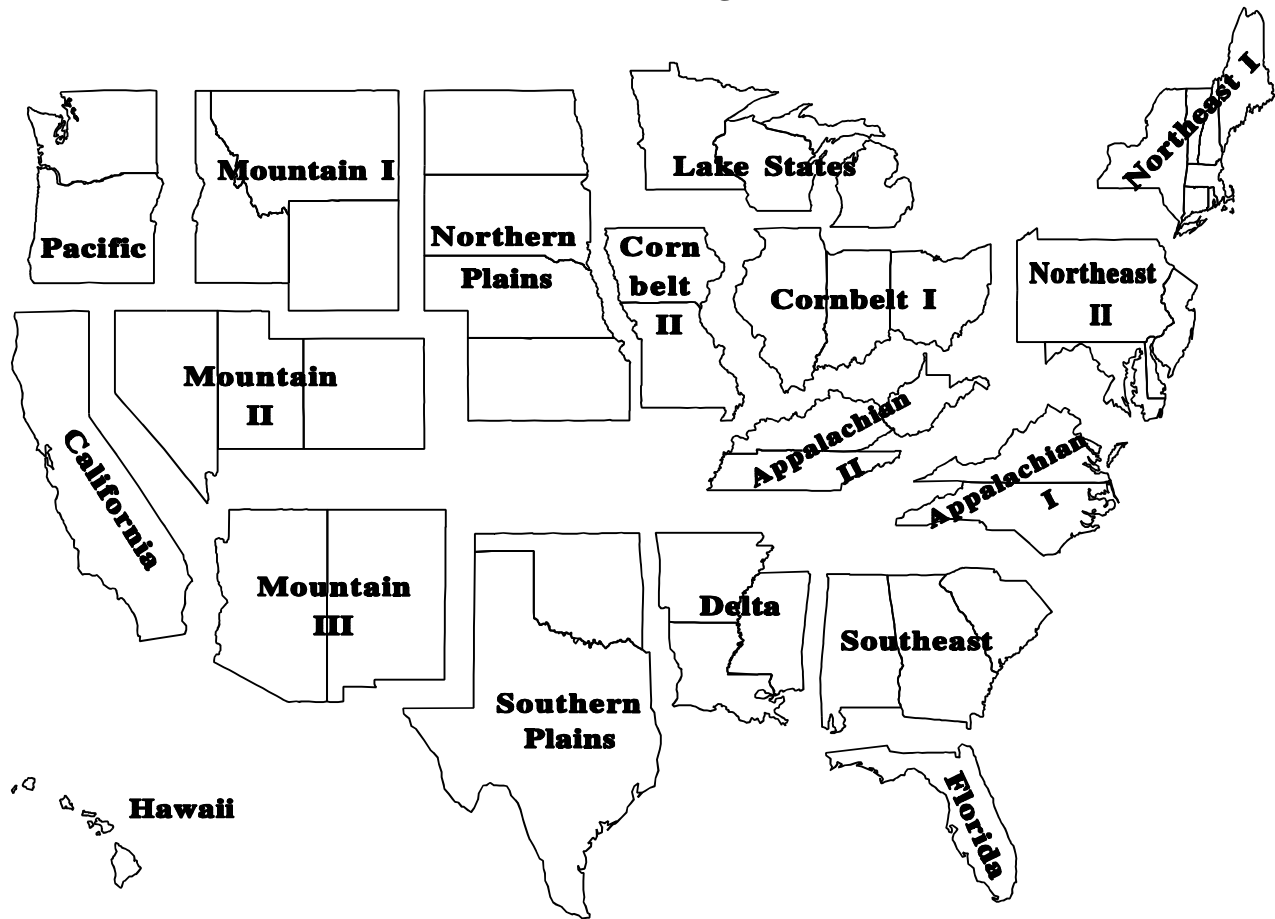 Northeast I
Mountain I
Lake States
Pacific
Northern
Plains
Corn
belt
II
Cornbelt I
Northeast
II
Mountain
II
California
Appalachian
II
Appalachian
I
Mountain
III
Delta
Southeast
Southern
Plains
Hawaii
Florida